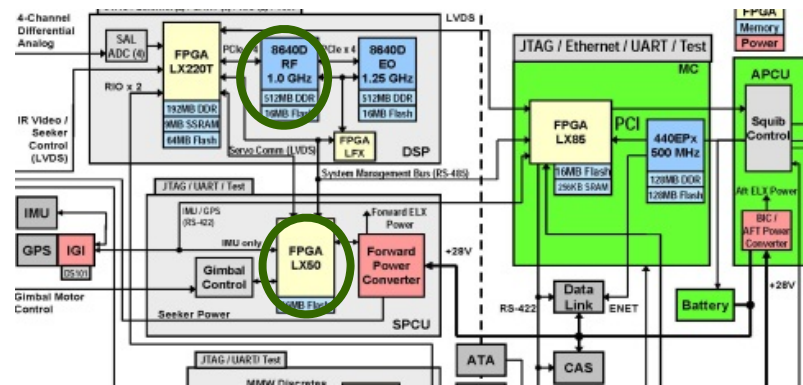 4-Channel
Differential
Analog
SAL
ADC (4)
FPGA
LX220T
192MB DDR
9MB SSRAM
64MB Flash
PCIe x 4
8640D
RF
1.0 GHz
512MB DDR
16MB Flash
PCIe x 4
8640D
EO
1.25 GHz
512MB DDR
16MB Flash
FPGA
LFX
DSP
RIO x 2
IR Video /
Seeker
Control
(LVDS)
Servo Comm (LVDS)
System Management Bus (RS-485)
LVDS
FPGA
Memory
Power
JTAG / Ethernet / UART / Test
MC
FPGA
LX85
16MB Flash
256KB SRAM
PCI
440EPx
500 MHz
128MB DDR
128MB Flash
APCU
Squib
Control
Aft ELX Power
BIC /
AFT Power
Converter
+28V
JTAG / UART / Test
IMU
GPS
IGI
DS101
IMU / GPS
(RS-422)
IMU only
FPGA
LX50
16MB Flash
Gimbal
Control
Forward ELX
Power
Forward
Power
Converter
+28V
SPCU
Gimbal Motor
Control
Seeker Power
RS-422
Data
Link
ENET
Battery
JTAG / UART/ Test
MMW Discretes
ATA
CAS